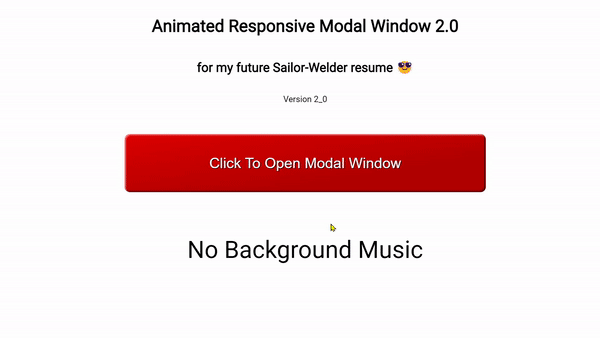 Animated Responsive Modal Window 2.0
for my future Sailor-Welder resume 😎
Version 2_0
Click To Open Modal Window
No Background Music